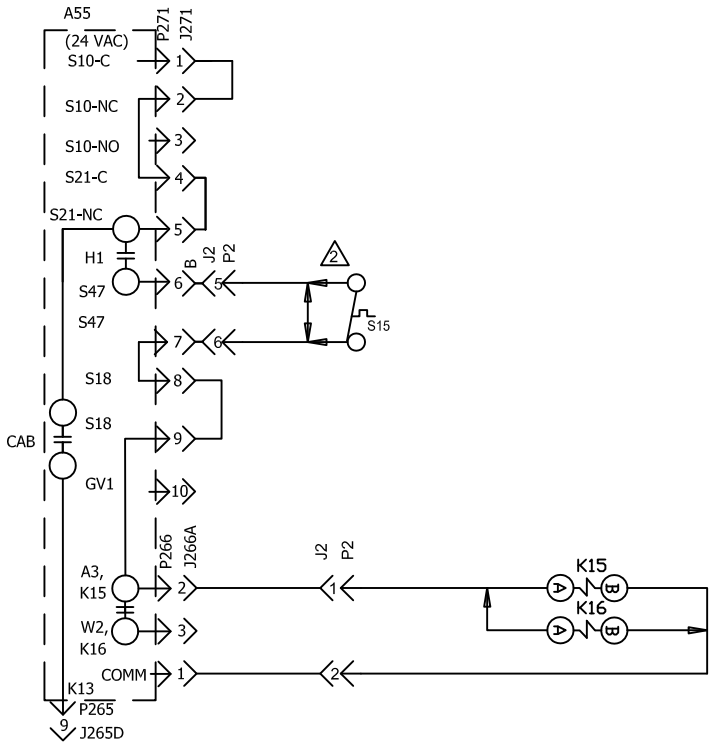 A55
(24 VAC)
P271
J271
S10-C
1
S10-NC
2
S10-NO
3
S21-C
4
S21-NC
5
H1
B
J2
P2
2
S47
6
5
S15
S47
7
6
S18
8
S18
9
CAB
GV1
10
P266
J266A
J2
P2
A3,
K15
2
1
K15
A
B
W2,
K16
3
K16
A
B
COMM
1
2
K13
P265
9
J265D